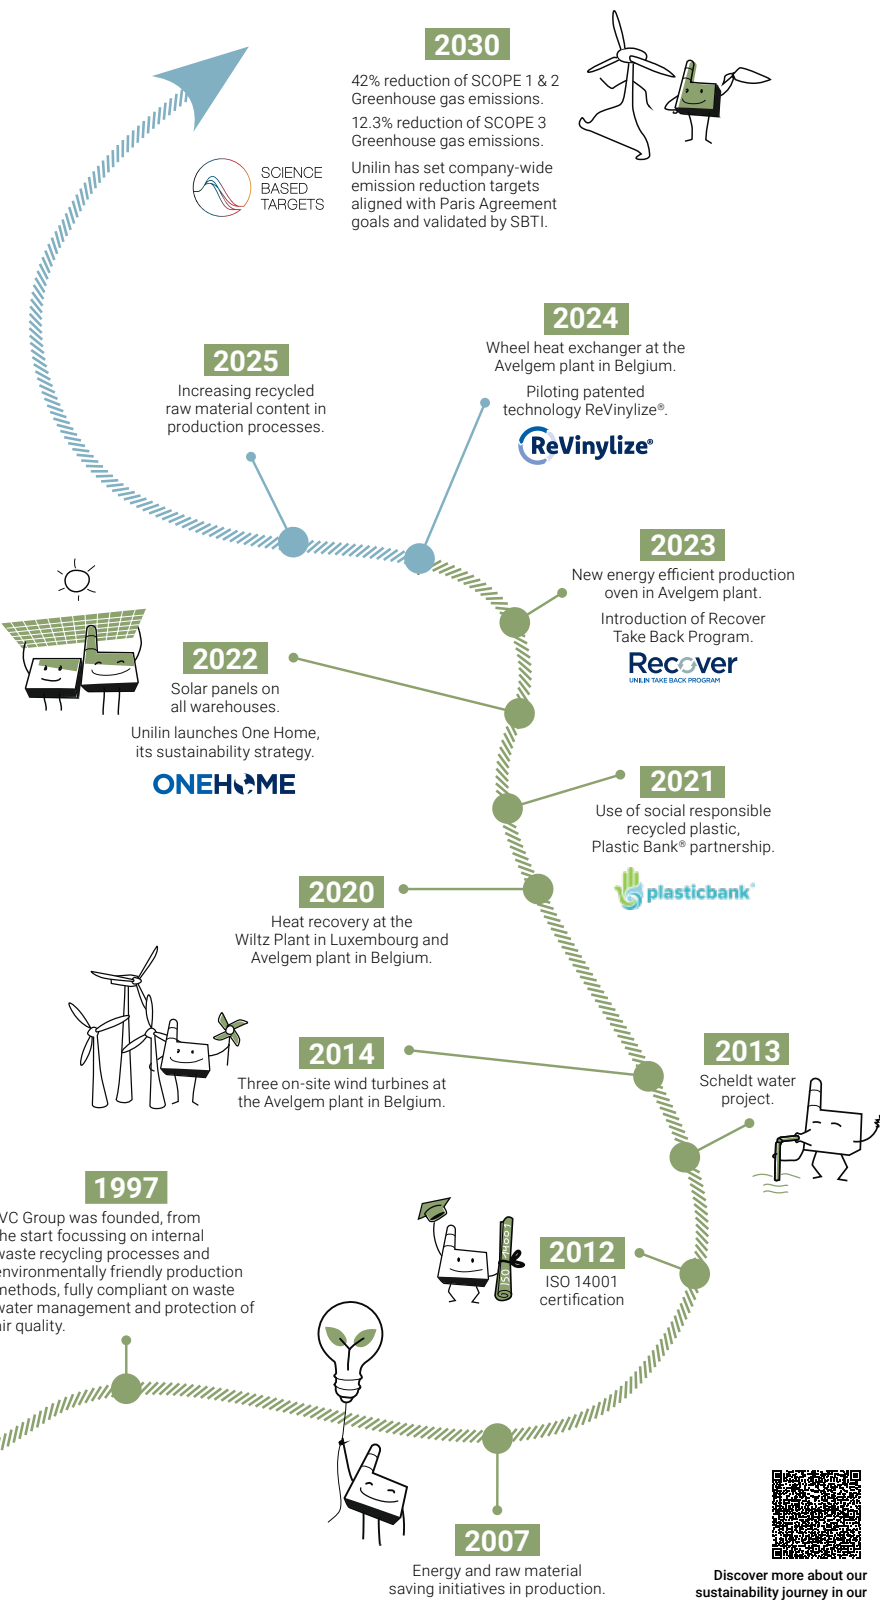 2030
42% reduction of SCOPE 1 & 2
Greenhouse gas emissions.
12.3% reduction of SCOPE 3
Greenhouse gas emissions.
Unilin has set company-wide
emission reduction targets
aligned with Paris Agreement
goals and validated by SBTI.
SCIENCE
BASED
TARGETS
2024
Wheel heat exchanger at the
Avelgem plant in Belgium.
Piloting patented
technology ReVinylize®.
ReVinylize®
2025
Increasing recycled
raw material content in
production processes.
2023
New energy efficient production
oven in Avelgem plant.
Introduction of Recover
Take Back Program.
Recover
UNILIN TAKE BACK PROGRAM
2022
Solar panels on
all warehouses.
Unilin launches One Home,
its sustainability strategy.
ONEHOME
2021
Use of social responsible
recycled plastic,
Plastic Bank® partnership.
plasticbank®
2020
Heat recovery at the
Wiltz Plant in Luxembourg and
Avelgem plant in Belgium.
2014
Three on-site wind turbines at
the Avelgem plant in Belgium.
2013
Scheldt water
project.
1997
VC Group was founded, from
he start focussing on internal
waste recycling processes and
environmentally friendly production
methods, fully compliant on waste
water management and protection of
ir quality.
ISO 14001
2012
ISO 14001
certification
2007
Energy and raw material
saving initiatives in production.
Discover more about our
sustainability journey in our